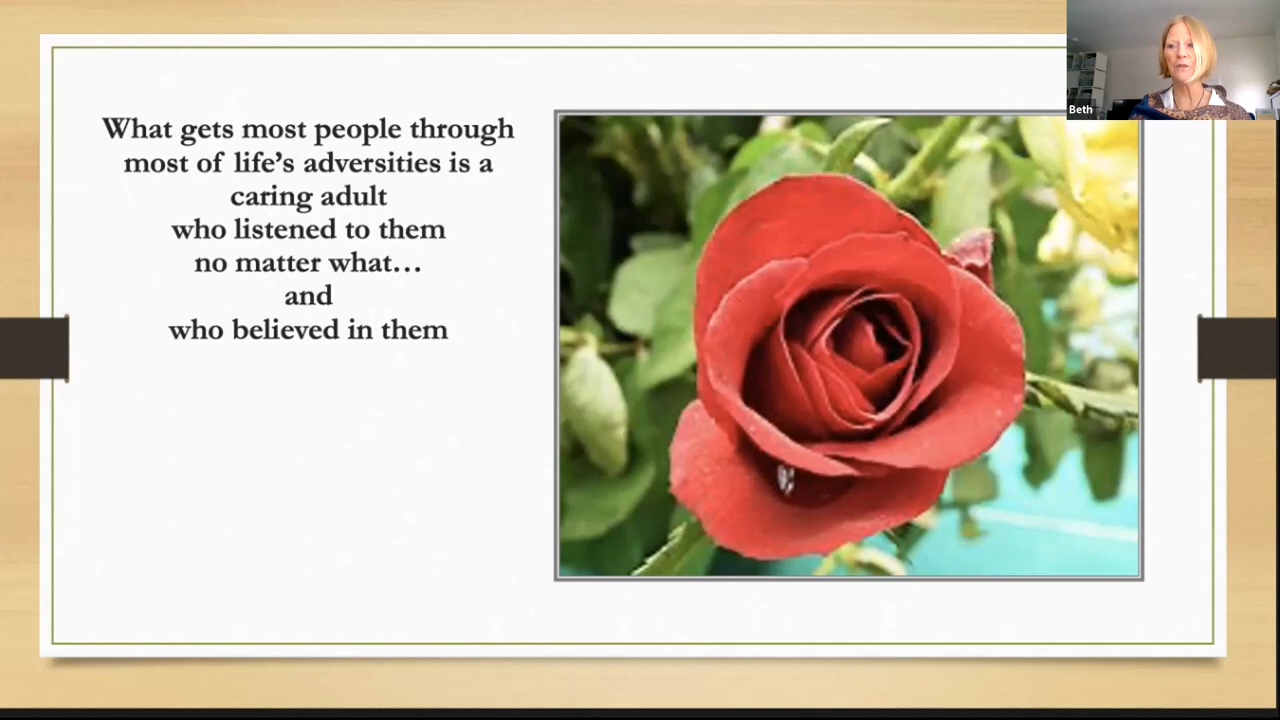 What gets most people through
most of life’s adversities is a
caring adult
who listened to them
no matter what…
and
who believed in them
Beth